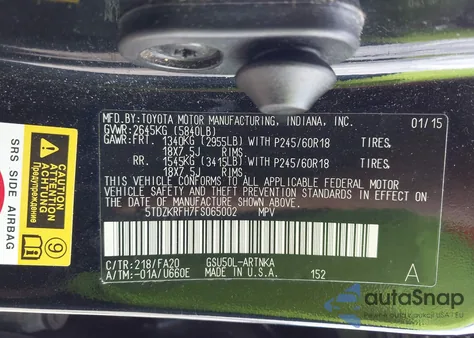 MFD.BY:TOYOTA MOTOR MANUFACTURING, INDIANA, INC. 01/15
GVWR:2645KG (5840LB)
GAWR:FRT. 1340KG (2955LB) WITH P245/60R18 TIRES,
18X7.5J RIMS
RR. 1545KG (3415LB) WITH P245/60R18 TIRES,
18X7.5J RIMS
THIS VEHICLE CONFORMS TO ALL APPLICABLE FEDERAL MOTOR
VEHICLE SAFETY AND THEFT PREVENTION STANDARDS IN EFFECT ON
THE DATE OF MANUFACTURE SHOWN ABOVE.
5TDZKRFH7FS065002 MPV
C/TR:218/FA20 GSU50L-ARTNKA
A/TM:-01A/U660E MADE IN U.S.A. 152 A
SRS SIDE AIRBAG
CAUTION
Предупреждение
9
autaSnap